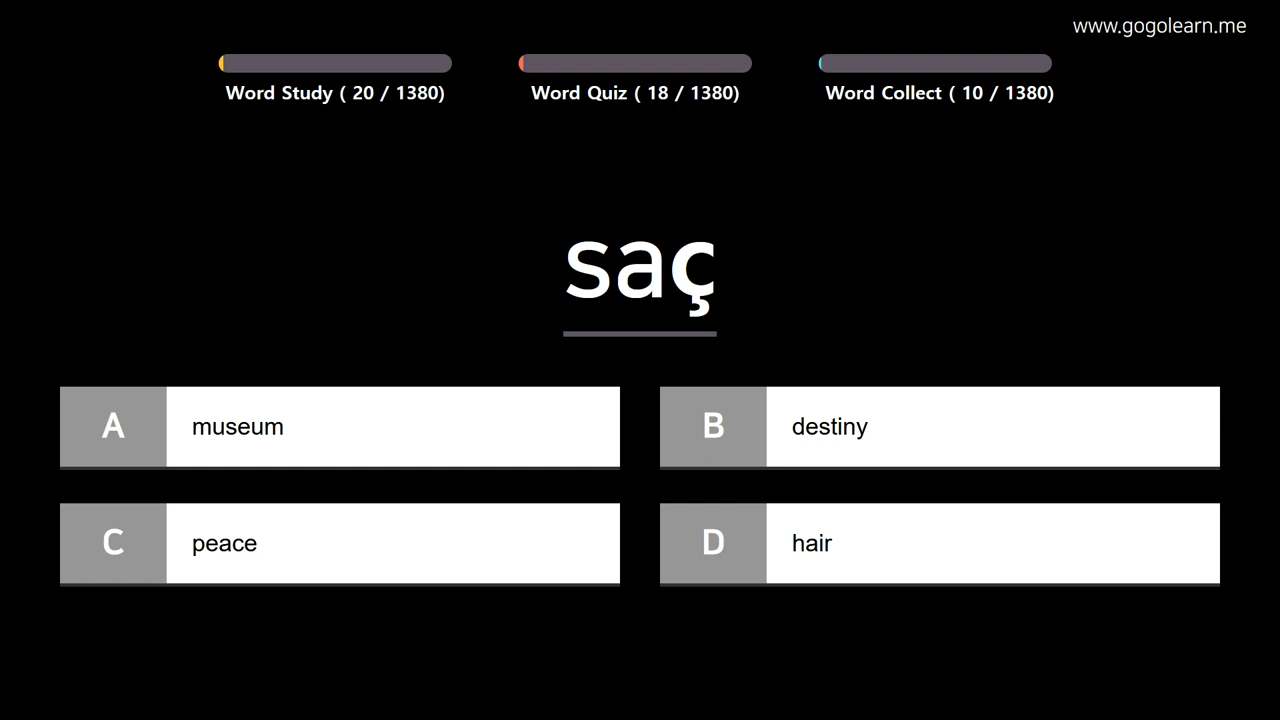 www.gogolearn.me
Word Study ( 20 / 1380)
Word Quiz ( 18 / 1380)
Word Collect ( 10 / 1380)
saç
A museum
B destiny
C peace
D hair